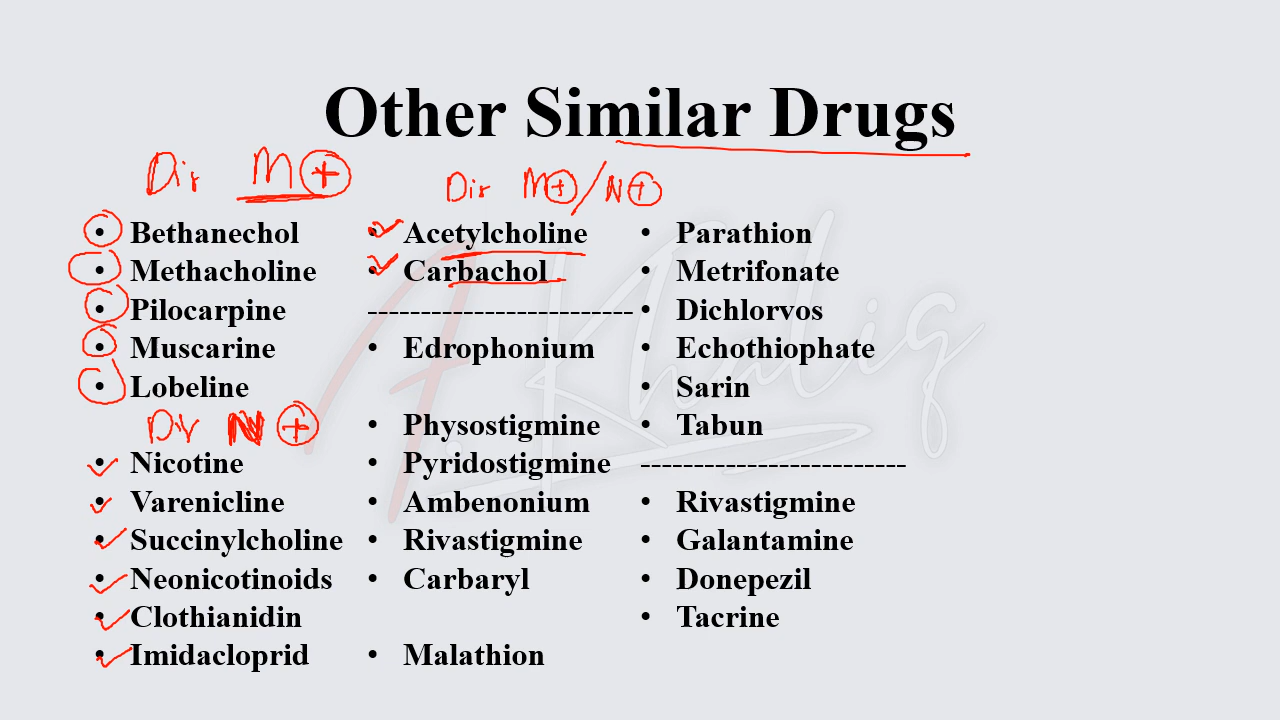 Other Similar Drugs
Dir M+
Dir M+/N+
• Bethanechol
• Methacholine
• Pilocarpine
• Muscarine
• Lobeline
Dir N+
• Nicotine
• Varenicline
• Succinylcholine
• Neonicotinoids
• Clothianidin
• Imidacloprid
• Acetylcholine
• Carbachol
-------------------------
• Edrophonium
• Physostigmine
• Pyridostigmine
• Ambenonium
• Rivastigmine
• Carbaryl
• Malathion
• Parathion
• Metrifonate
• Dichlorvos
• Echothiophate
• Sarin
• Tabun
-------------------------
• Rivastigmine
• Galantamine
• Donepezil
• Tacrine
A. Khaliq